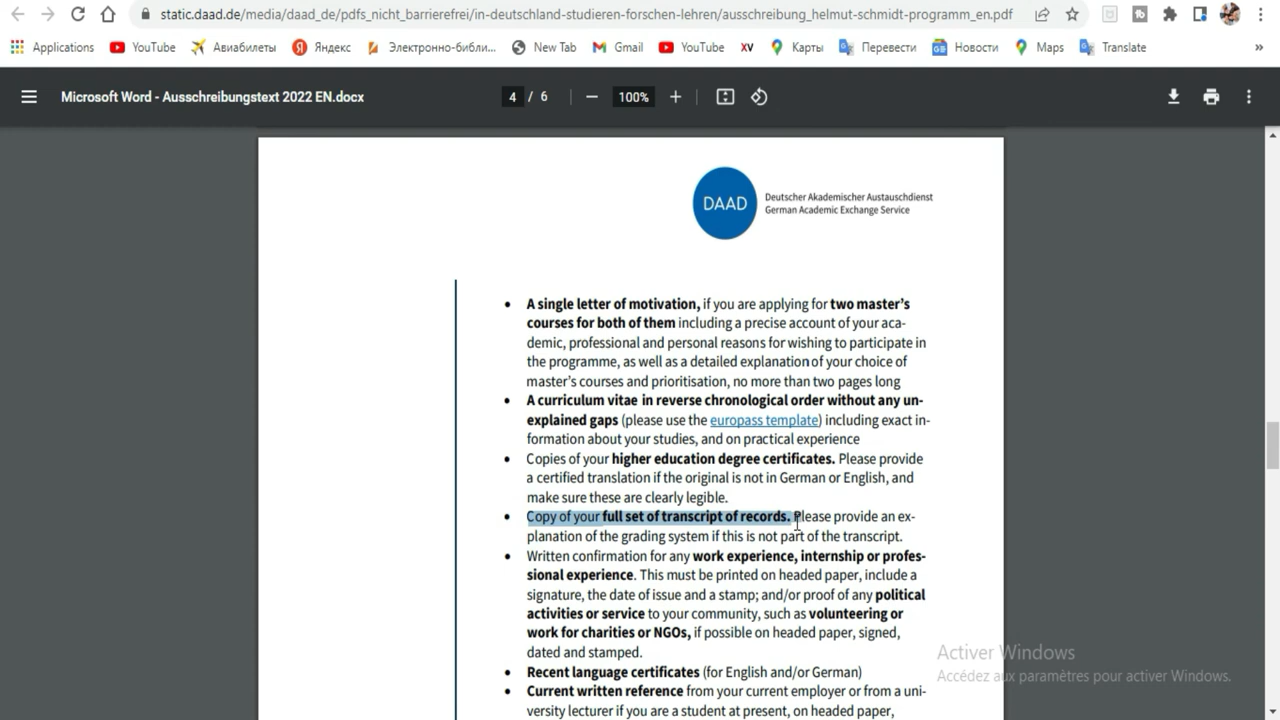 static.daad.de/media/daad_de/pdfs_nicht_barrierefrei/in-deutschland-studieren-forschen-lehren/ausschreibung_helmut-schmidt-programm_en.pdf
Applications YouTube Авиабилеты Яндекс Электронно-библи... New Tab Gmail YouTube XV Карты Перевести Новости Maps Translate »
Microsoft Word - Ausschreibungstext 2022 EN.docx 4 / 6 — 100% +
DAAD
Deutscher Akademischer Austauschdienst
German Academic Exchange Service
• A single letter of motivation, if you are applying for two master's
courses for both of them including a precise account of your aca-
demic, professional and personal reasons for wishing to participate in
the programme, as well as a detailed explanation of your choice of
master's courses and prioritisation, no more than two pages long
• A curriculum vitae in reverse chronological order without any un-
explained gaps (please use the europass template) including exact in-
formation about your studies, and on practical experience
• Copies of your higher education degree certificates. Please provide
a certified translation if the original is not in German or English, and
make sure these are clearly legible.
• Copy of your full set of transcript of records. Please provide an ex-
planation of the grading system if this is not part of the transcript.
• Written confirmation for any work experience, internship or profes-
sional experience. This must be printed on headed paper, include a
signature, the date of issue and a stamp; and/or proof of any political
activities or service to your community, such as volunteering or
work for charities or NGOs, if possible on headed paper, signed,
dated and stamped.
• Recent language certificates (for English and/or German)
• Current written reference from your current employer or from a uni-
versity lecturer if you are a student at present, on headed paper,
Activer Windows
Accédez aux paramètres pour activer Windows.